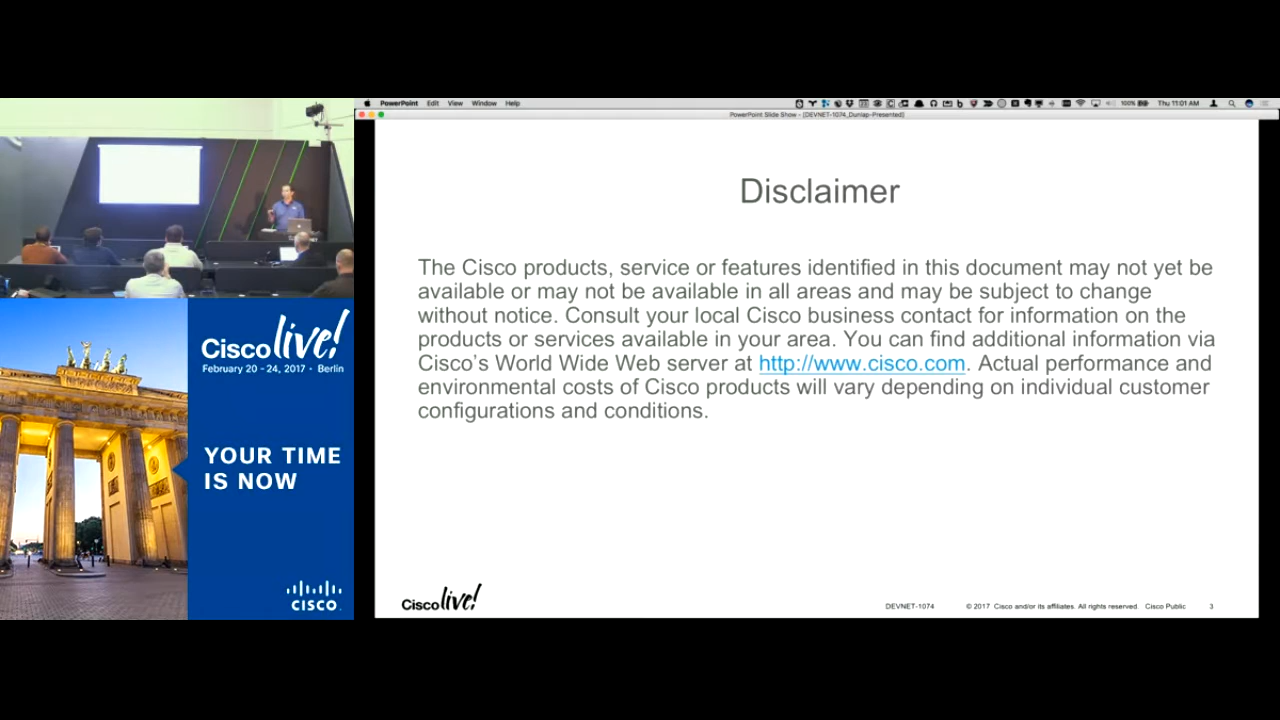 PowerPoint Edit View Window Help
100% Thu 11:01 AM
PowerPoint Slide Show - [DEVNET-1074_Dunlap-Presented]
Disclaimer
The Cisco products, service or features identified in this document may not yet be
available or may not be available in all areas and may be subject to change
without notice. Consult your local Cisco business contact for information on the
products or services available in your area. You can find additional information via
Cisco's World Wide Web server at http://www.cisco.com. Actual performance and
environmental costs of Cisco products will vary depending on individual customer
configurations and conditions.
Cisco live!
DEVNET-1074 © 2017 Cisco and/or its affiliates. All rights reserved. Cisco Public 3
Cisco live!
February 20 - 24, 2017 • Berlin
YOUR TIME
IS NOW
CISCO.